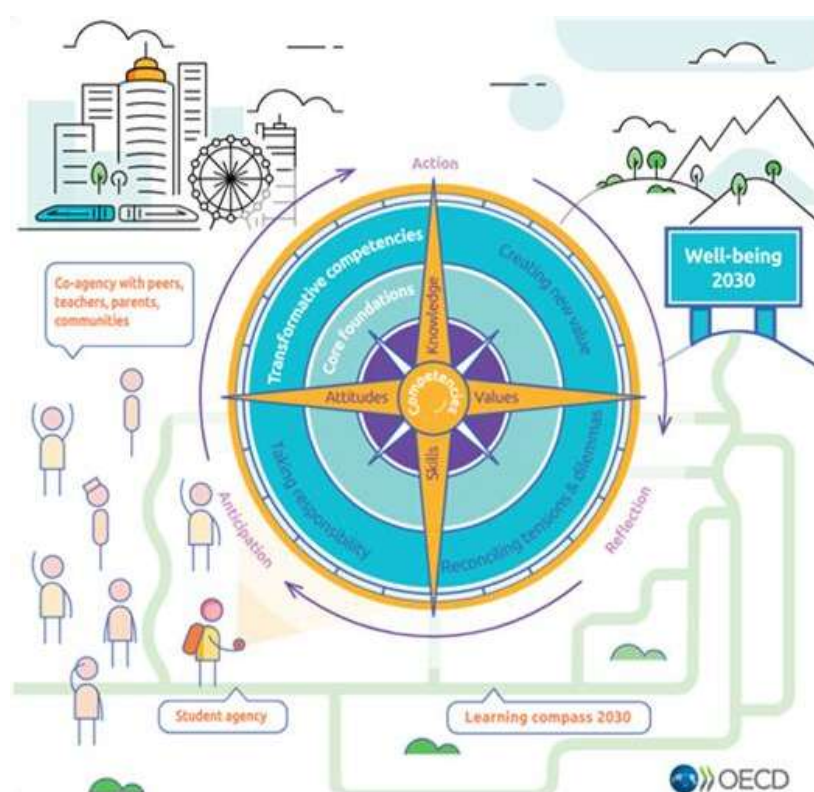 Action
Well-being
2030
Co-agency with peers,
teachers, parents,
communities
Transformative competencies
Creating new value
Core foundations
Knowledge
Attitudes
Competencies
Values
Skills
Taking responsibility
Reconciling tensions & dilemmas
Anticipation
Reflection
Student agency
Learning compass 2030
OECD